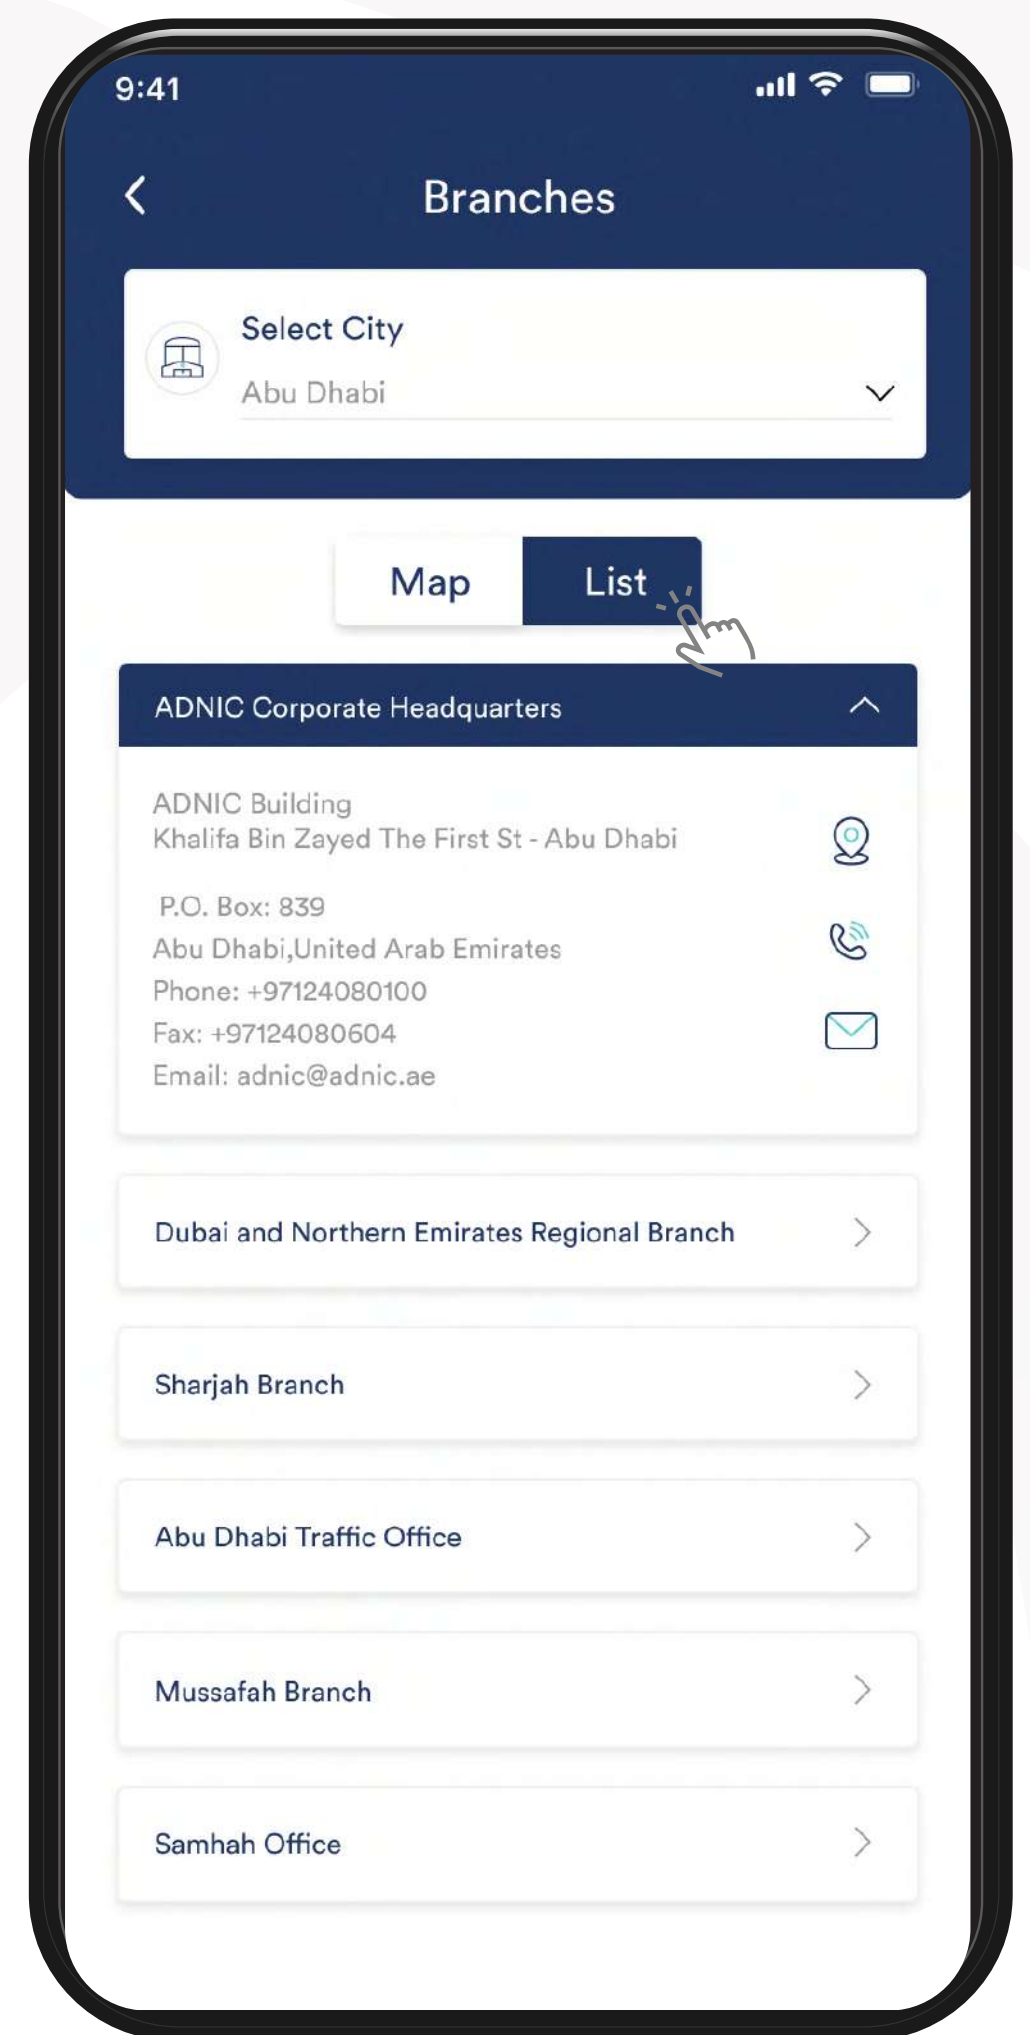 9:41
Branches
Select City
Abu Dhabi
Map
List
ADNIC Corporate Headquarters
ADNIC Building
Khalifa Bin Zayed The First St - Abu Dhabi
P.O. Box: 839
Abu Dhabi,United Arab Emirates
Phone: +97124080100
Fax: +97124080604
Email: adnic@adnic.ae
Dubai and Northern Emirates Regional Branch
Sharjah Branch
Abu Dhabi Traffic Office
Mussafah Branch
Samhah Office